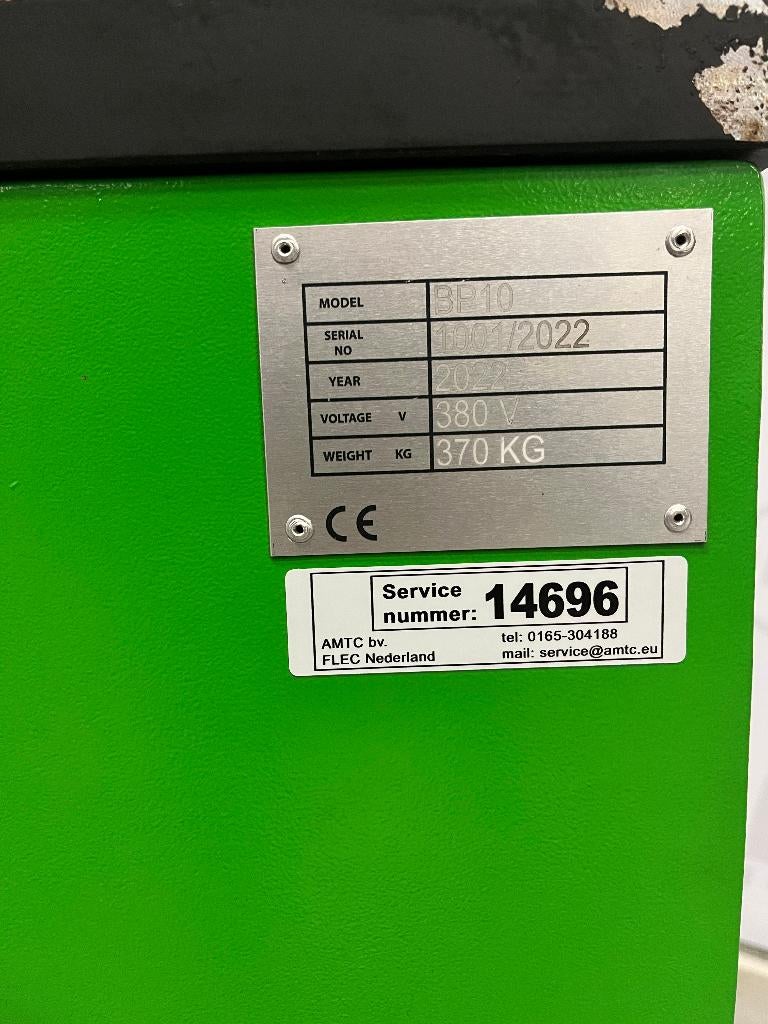 MODEL BP10
SERIAL NO 1001/2022
YEAR 2022
VOLTAGE V 380 V
WEIGHT KG 370 KG
CE
Service nummer: 14696
AMTC bv. tel: 0165-304188
FLEC Nederland mail: service@amtc.eu